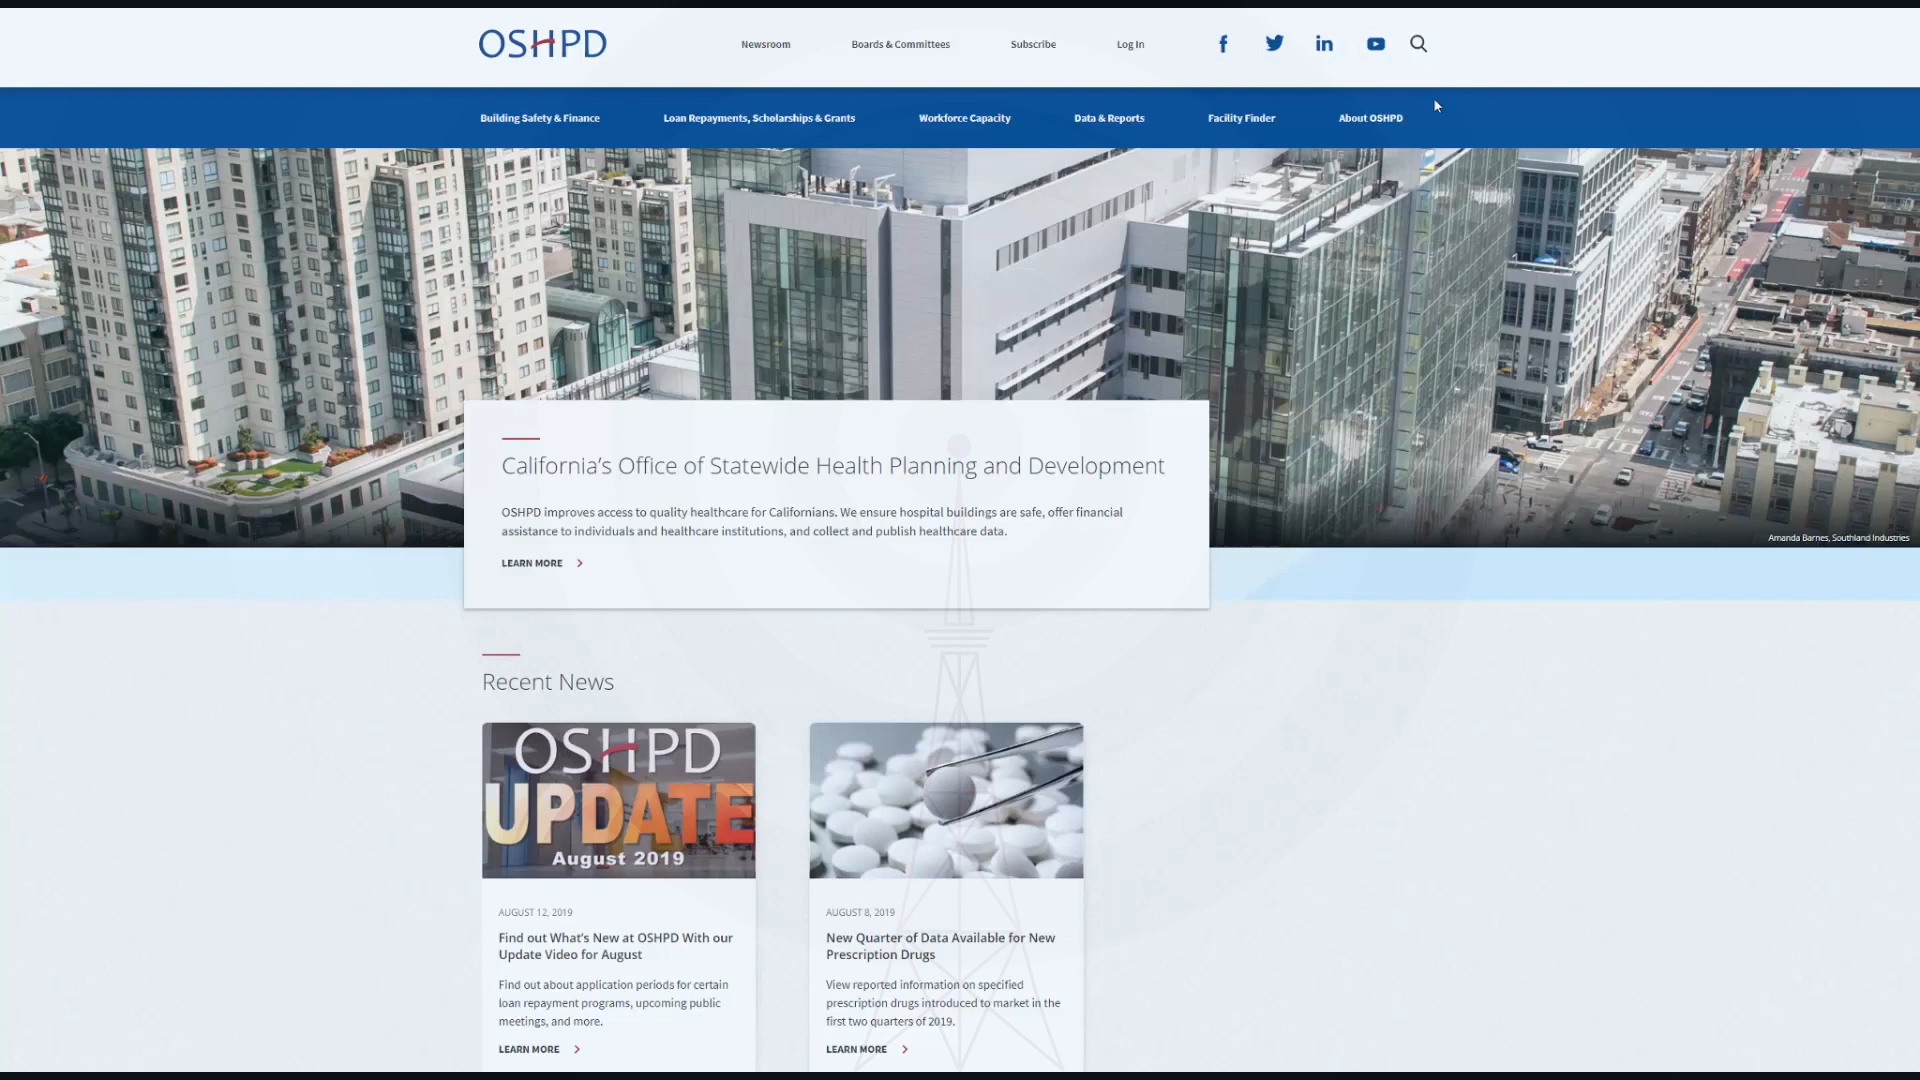 OSHPD
Newsroom
Boards & Committees
Subscribe
Log In
Building Safety & Finance
Loan Repayments, Scholarships & Grants
Workforce Capacity
Data & Reports
Facility Finder
About OSHPD
California's Office of Statewide Health Planning and Development
OSHPD improves access to quality healthcare for Californians. We ensure hospital buildings are safe, offer financial
assistance to individuals and healthcare institutions, and collect and publish healthcare data.
LEARN MORE
Amanda Barnes, Southland Industries
Recent News
OSHPD
UPDATE
August 2019
AUGUST 12, 2019
Find out What's New at OSHPD With our
Update Video for August
Find out about application periods for certain
loan repayment programs, upcoming public
meetings, and more.
LEARN MORE
AUGUST 8, 2019
New Quarter of Data Available for New
Prescription Drugs
View reported information on specified
prescription drugs introduced to market in the
first two quarters of 2019.
LEARN MORE